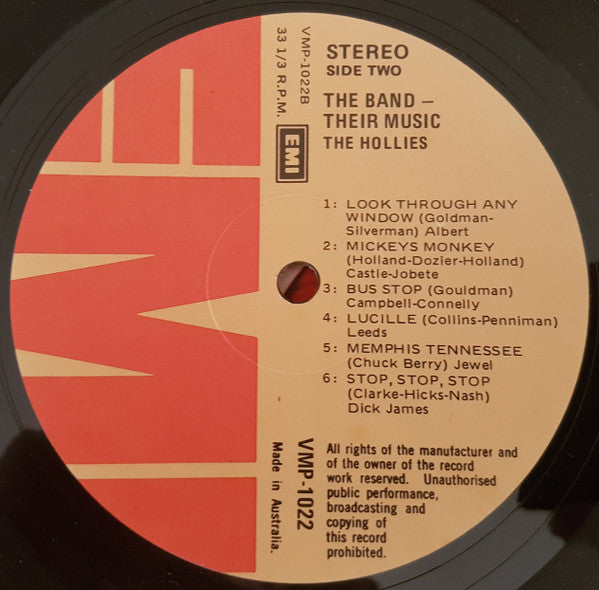 STEREO
SIDE TWO
THE BAND –
THEIR MUSIC
THE HOLLIES
VMP-1022B
33 1/3 R.P.M.
EMI
1: LOOK THROUGH ANY
WINDOW (Goldman-
Silverman) Albert
2: MICKEYS MONKEY
(Holland-Dozier-Holland)
Castle-Jobete
3: BUS STOP (Gouldman)
Campbell-Connelly
4: LUCILLE (Collins-Penniman)
Leeds
5: MEMPHIS TENNESSEE
(Chuck Berry) Jewel
6: STOP, STOP, STOP
(Clarke-Hicks-Nash)
Dick James
VMP-1022
Made in Australia.
All rights of the manufacturer and
of the owner of the record
work reserved. Unauthorised
public performance,
broadcasting and
copying of
this record
prohibited.
EMI